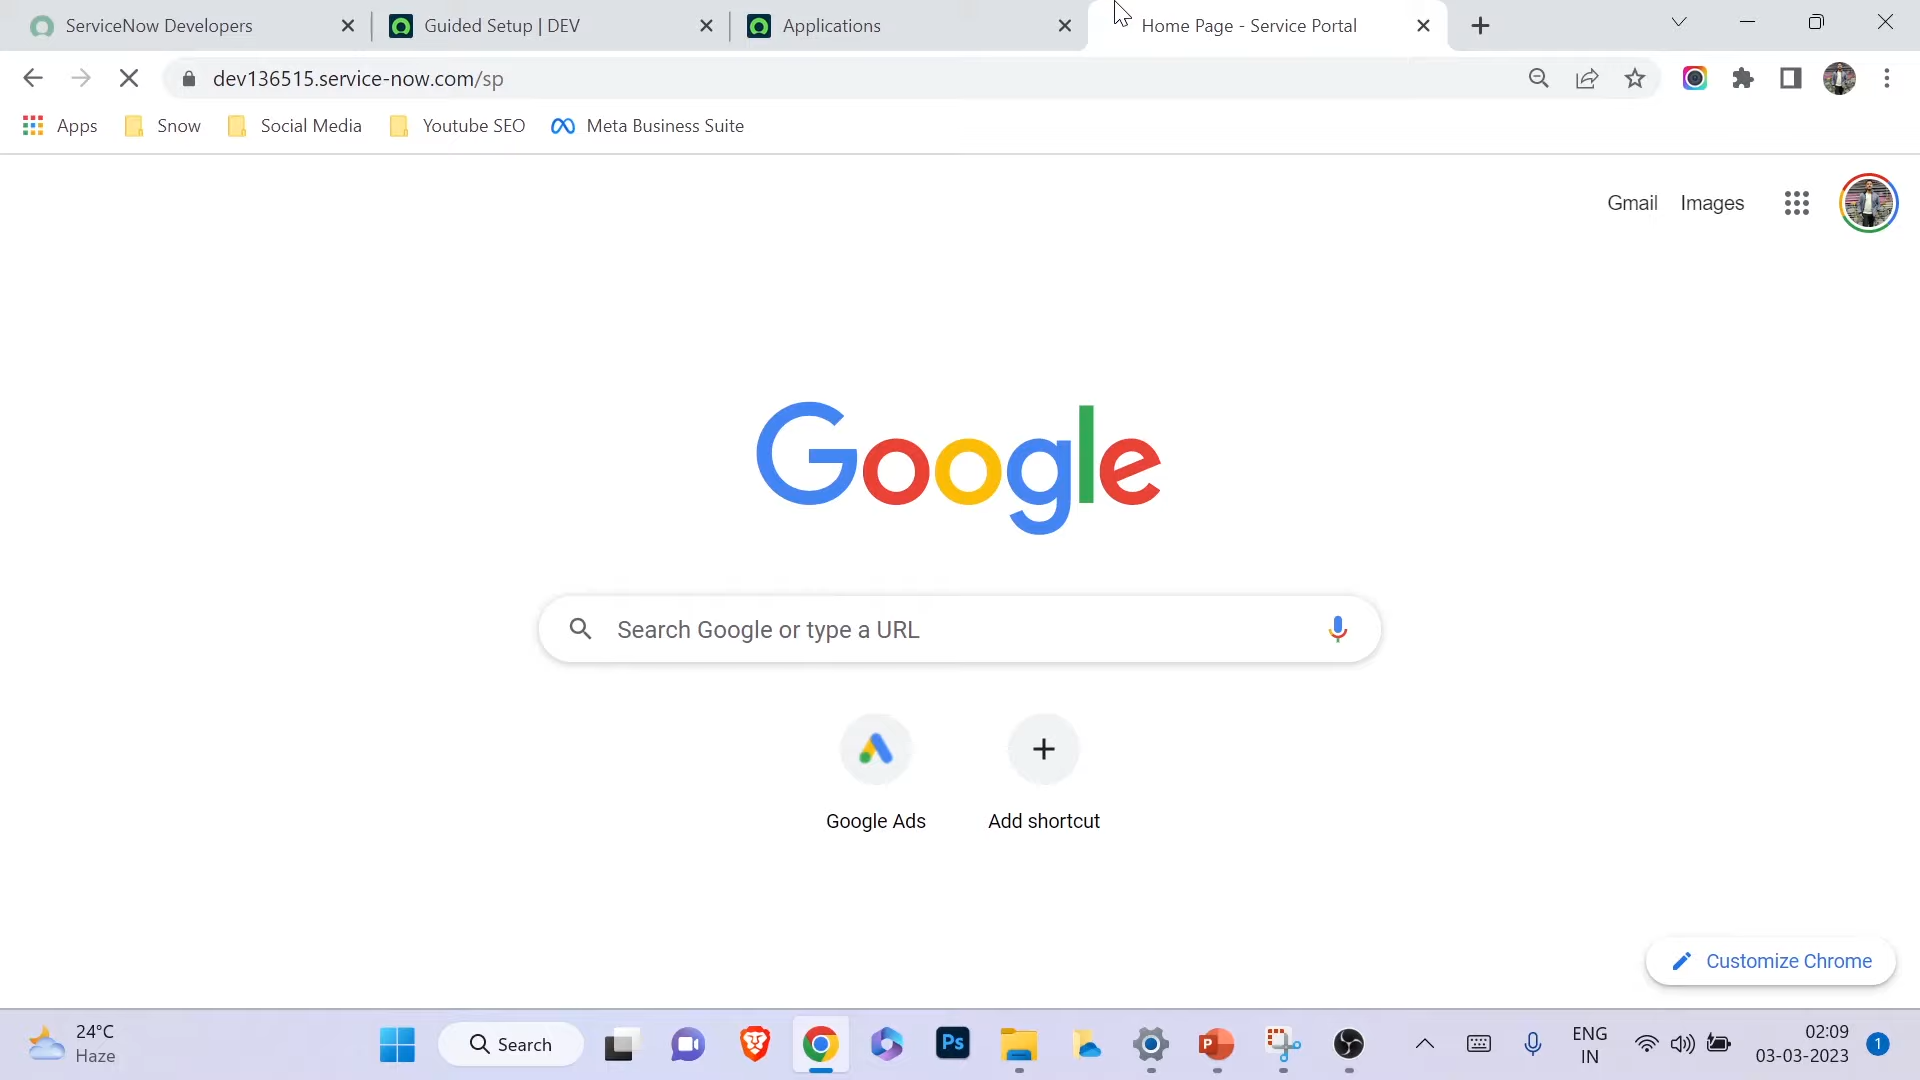 ServiceNow Developers
Guided Setup | DEV
Applications
Home Page - Service Portal
dev136515.service-now.com/sp
Apps
Snow
Social Media
Youtube SEO
Meta Business Suite
Gmail
Images
Google
Search Google or type a URL
Google Ads
Add shortcut
Customize Chrome
24°C
Haze
Search
Ps
P
ENG
IN
02:09
03-03-2023
1